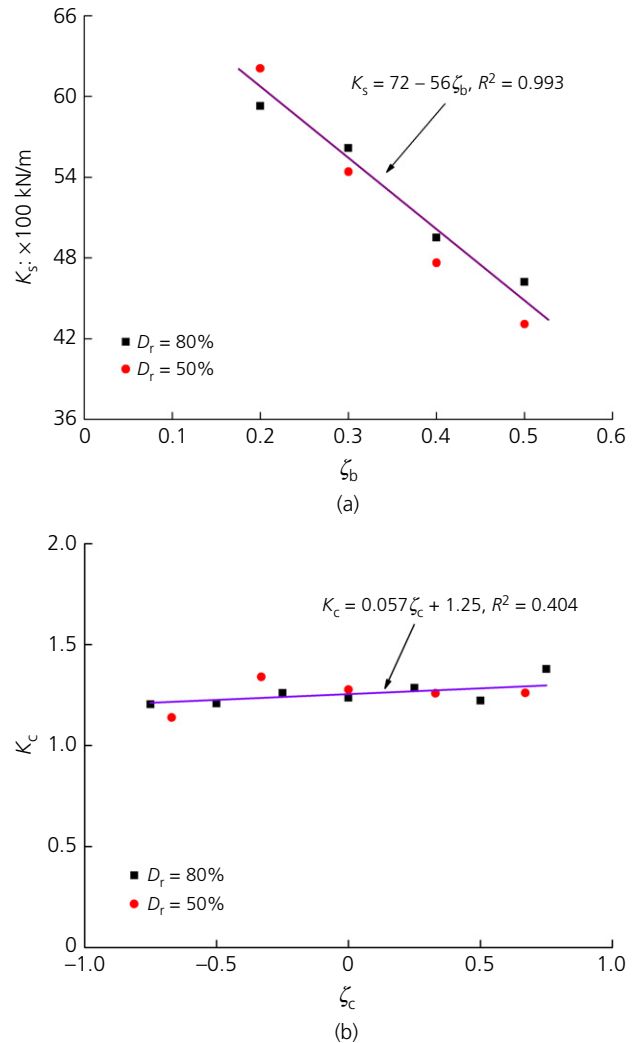 66
60
54
48
42
36
Kₛ: ×100 kN/m
Kₛ = 72 – 56ζb, R² = 0.993
Dᵣ = 80%
Dᵣ = 50%
0 0.1 0.2 0.3 0.4 0.5 0.6
ζb
(a)
2.0
1.5
1.0
0.5
0
Kc
Kc = 0.057ζc + 1.25, R² = 0.404
Dᵣ = 80%
Dᵣ = 50%
–1.0 –0.5 0 0.5 1.0
ζc
(b)